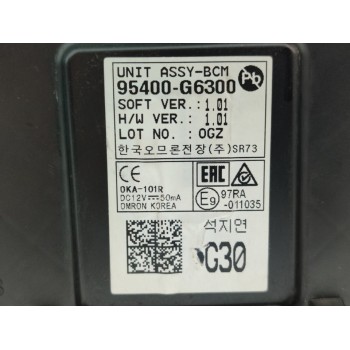 UNIT ASSY-BCM
95400-G6300
Pb
SOFT VER.: 1.01
H/W VER.: 1.01
LOT NO.: OGZ
한국오므론전장(주)SR73
CE
EAC
OKA-101R
DC12V⎓50mA
OMRON KOREA
E9
97RA
-011035
석지연
G30